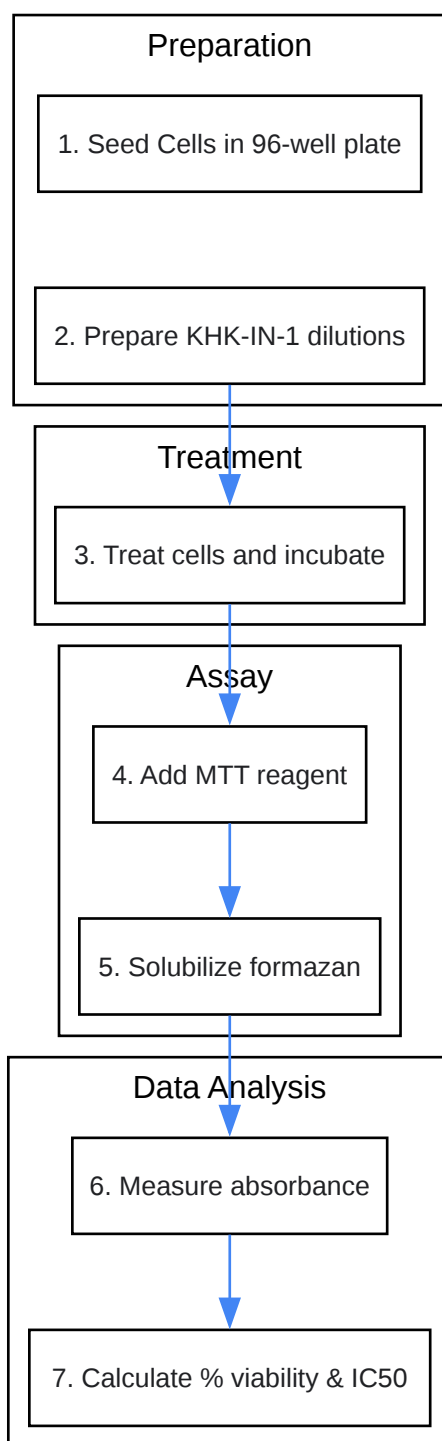 Preparation
1. Seed Cells in 96-well plate
2. Prepare KHK-IN-1 dilutions
Treatment
3. Treat cells and incubate
Assay
4. Add MTT reagent
5. Solubilize formazan
Data Analysis
6. Measure absorbance
7. Calculate % viability & IC50